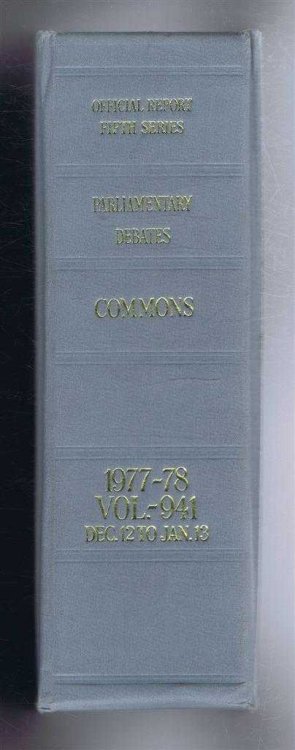 OFFICIAL REPORT
FIFTH SERIES
PARLIAMENTARY
DEBATES
COMMONS
1977-78
VOL.-941
DEC. 12 TO JAN. 13